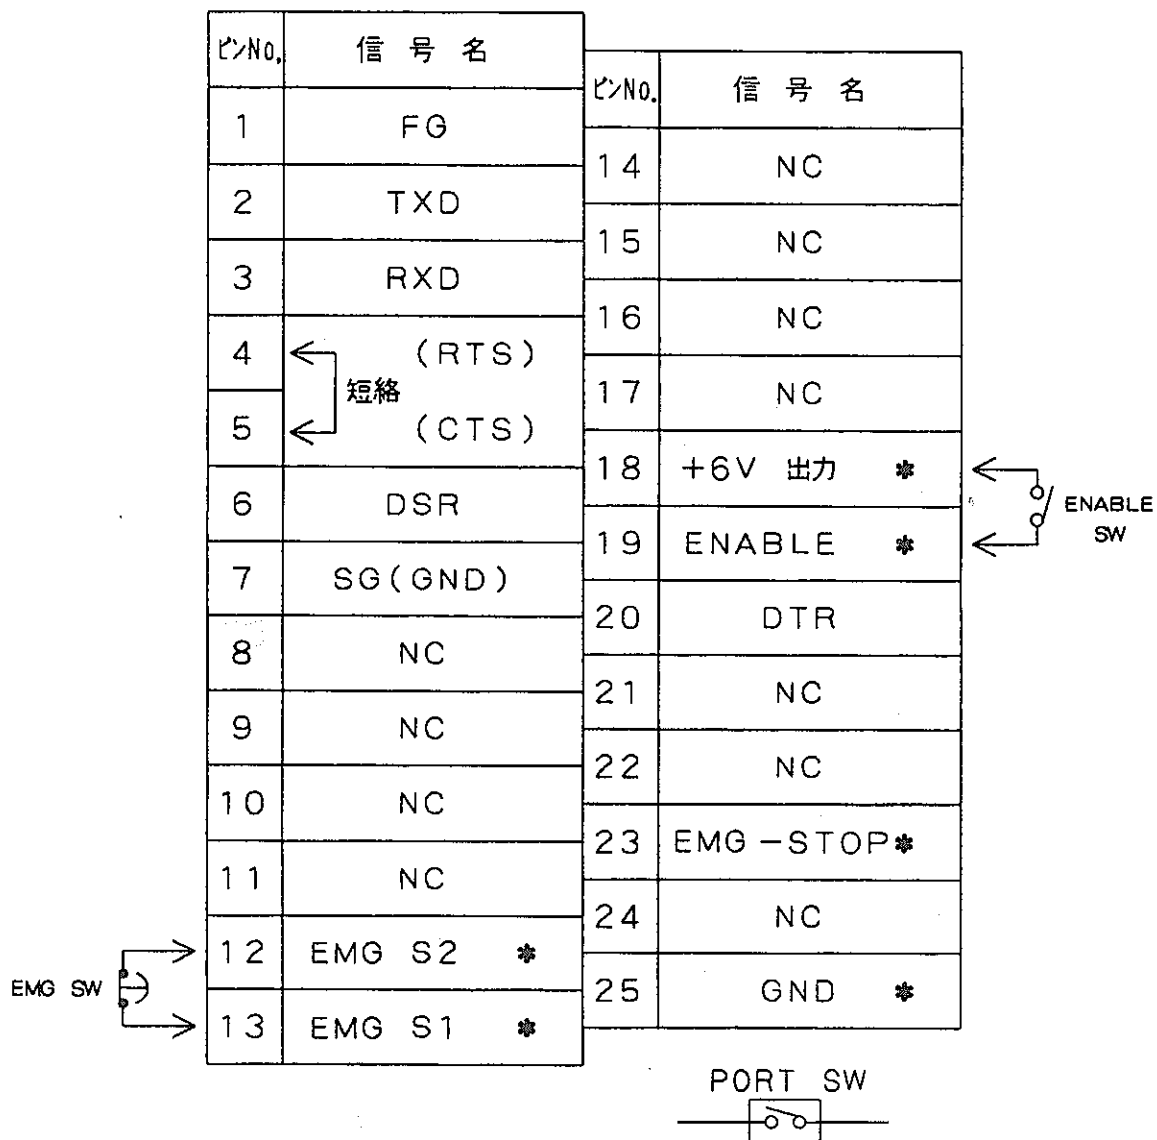 ピンNo. 信号名
1 FG
2 TXD
3 RXD
4 (RTS)
短絡
5 (CTS)
6 DSR
7 SG(GND)
8 NC
9 NC
10 NC
11 NC
12 EMG S2 *
13 EMG S1 *
EMG SW
ピンNo. 信号名
14 NC
15 NC
16 NC
17 NC
18 +6V 出力 *
19 ENABLE *
20 DTR
21 NC
22 NC
23 EMG-STOP*
24 NC
25 GND *
ENABLE
SW
PORT SW